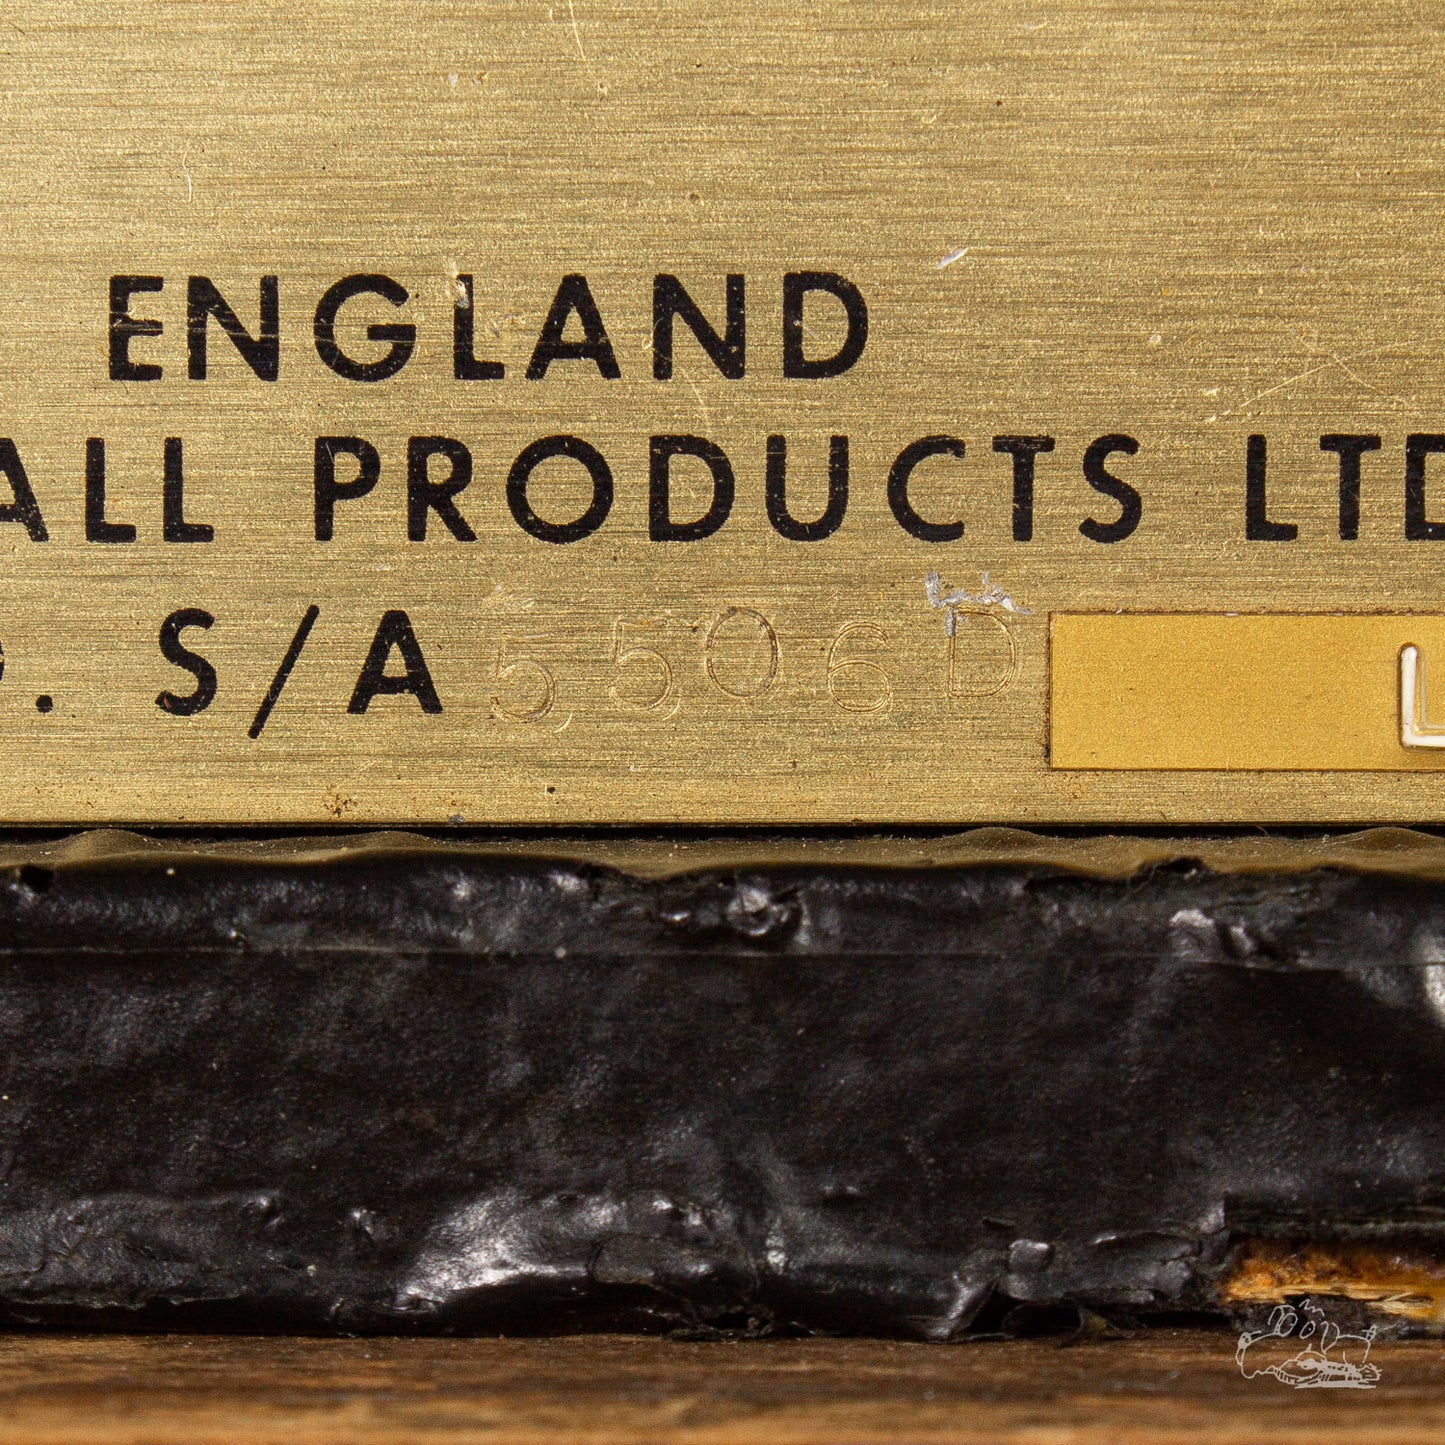 ENGLAND
ALL PRODUCTS LTD
. S/A 5506D